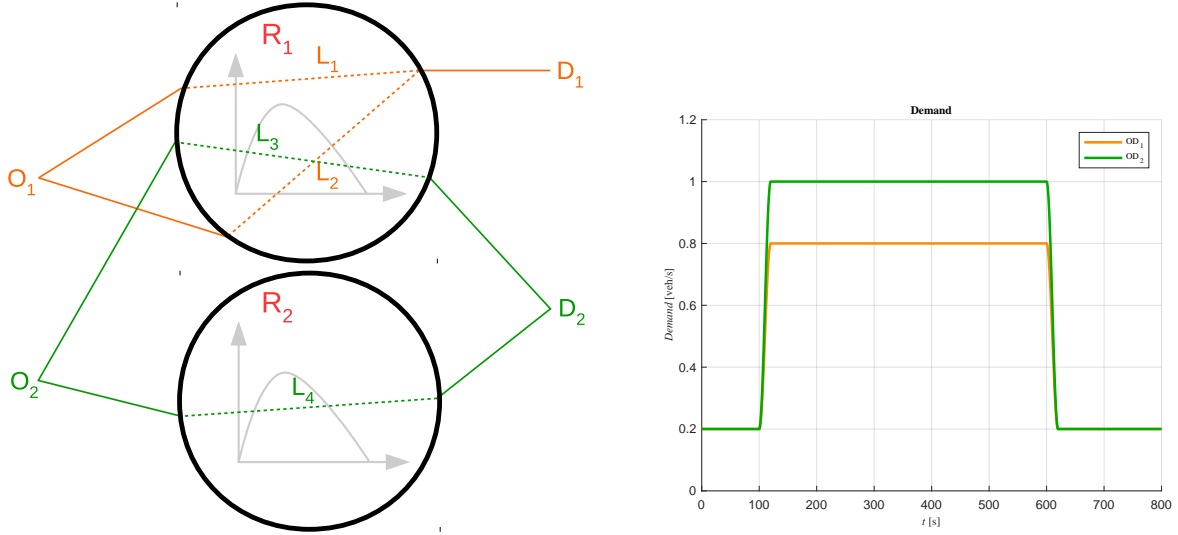 R1
L1
D1
L3
L2
O1
R2
D2
L4
O2
Demand
1.2
1
0.8
0.6
0.4
0.2
0
Demand [veh/s]
OD1
OD2
0 100 200 300 400 500 600 700 800
t [s]